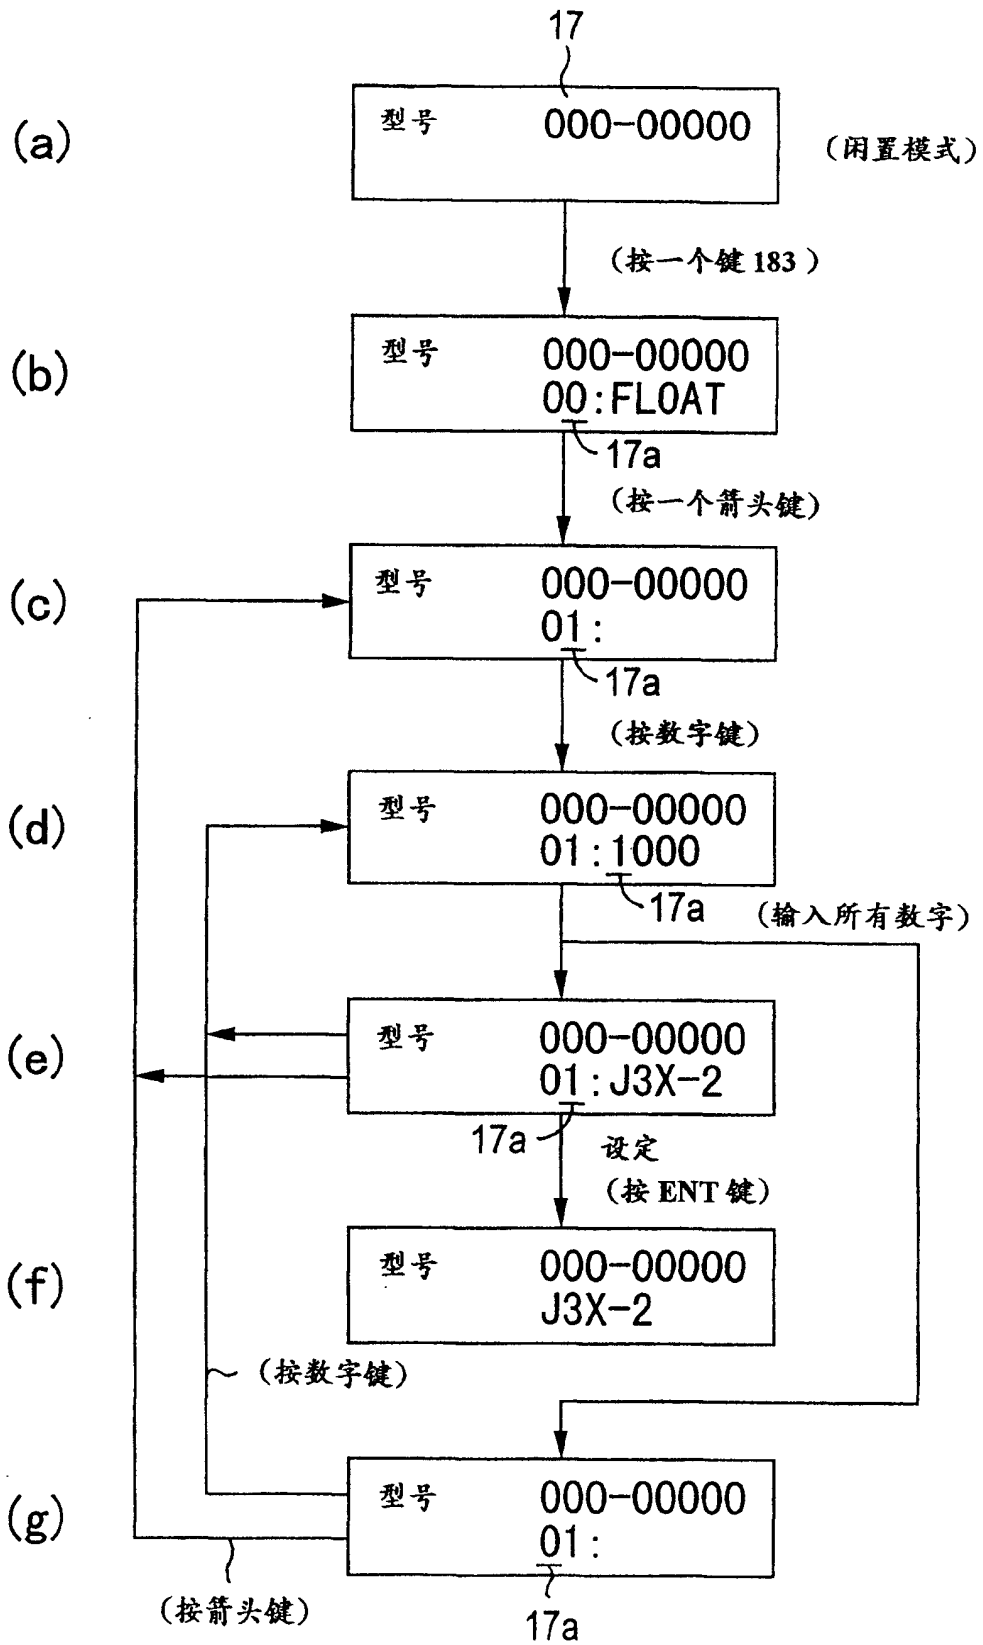 17
(a)
型号 000-00000
(闲置模式)
(按一个键 183)
(b)
型号 000-00000
00:FLOAT
17a
(按一个箭头键)
(c)
型号 000-00000
01:
17a
(按数字键)
(d)
型号 000-00000
01:1000
17a
(输入所有数字)
(e)
型号 000-00000
01:J3X-2
17a
设定
(按 ENT 键)
(f)
型号 000-00000
J3X-2
(按数字键)
(g)
型号 000-00000
01:
(按箭头键)
17a